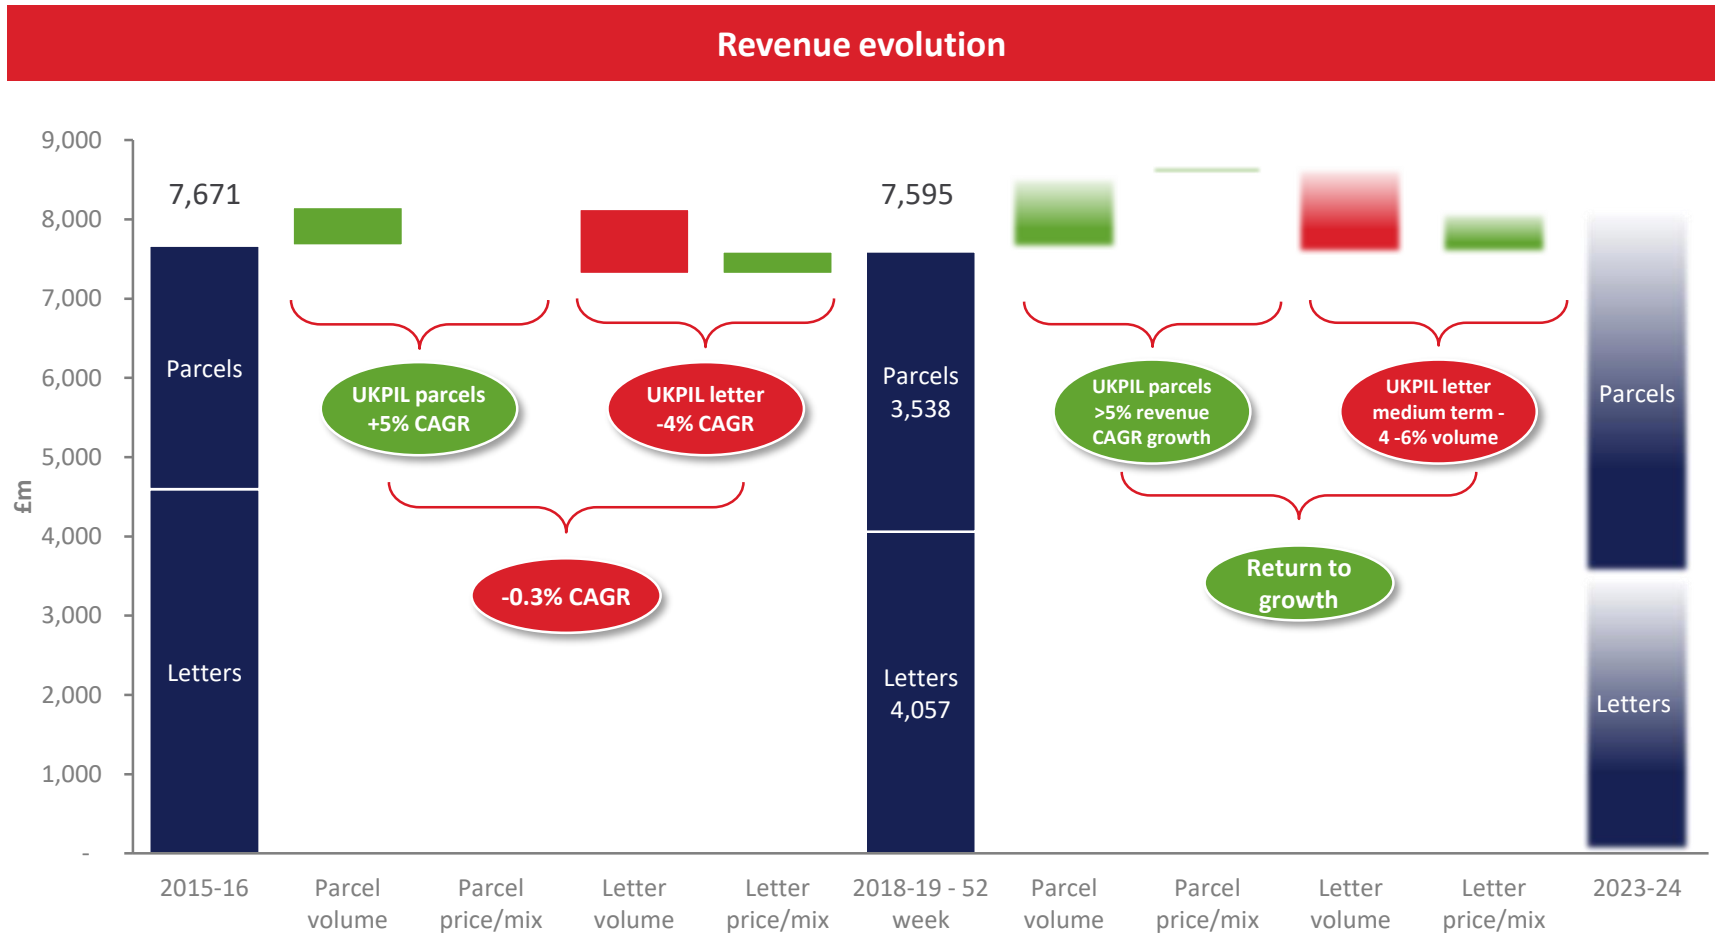 Revenue evolution
£m
9,000
8,000
7,000
6,000
5,000
4,000
3,000
2,000
1,000
-
7,671
Parcels
Letters
UKPIL parcels
+5% CAGR
UKPIL letter
-4% CAGR
-0.3% CAGR
7,595
Parcels
3,538
Letters
4,057
UKPIL parcels
>5% revenue
CAGR growth
UKPIL letter
medium term -
4 -6% volume
Return to
growth
Parcels
Letters
2015-16
Parcel
volume
Parcel
price/mix
Letter
volume
Letter
price/mix
2018-19 - 52
week
Parcel
volume
Parcel
price/mix
Letter
volume
Letter
price/mix
2023-24